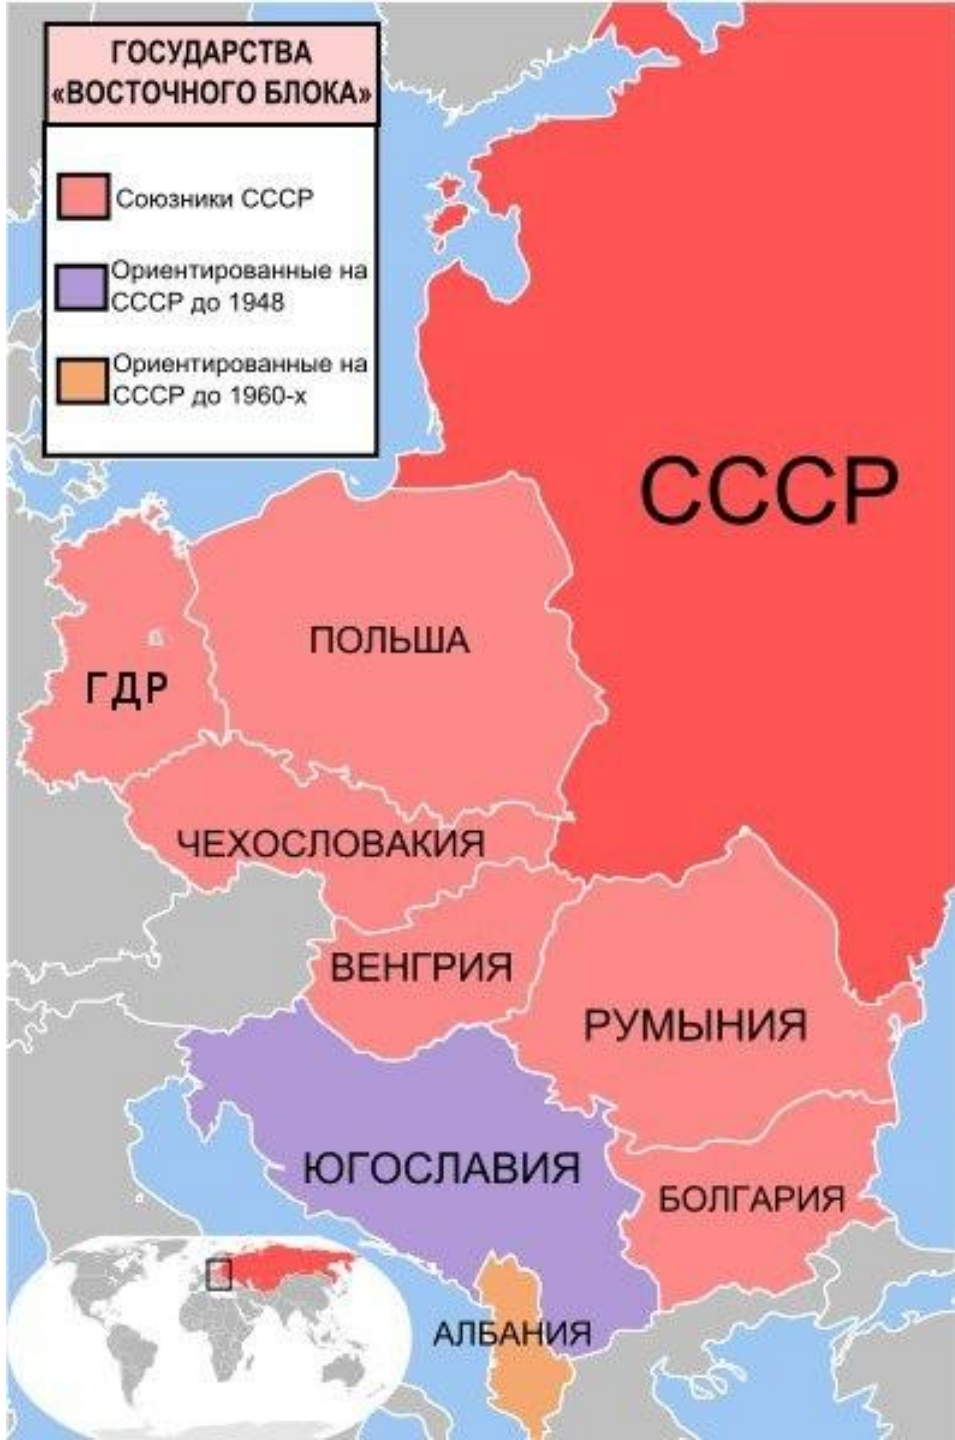 ГОСУДАРСТВА
«ВОСТОЧНОГО БЛОКА»
Союзники СССР
Ориентированные на
СССР до 1948
Ориентированные на
СССР до 1960-х
СССР
ПОЛЬША
ГДР
ЧЕХОСЛОВАКИЯ
ВЕНГРИЯ
РУМЫНИЯ
ЮГОСЛАВИЯ
БОЛГАРИЯ
АЛБАНИЯ